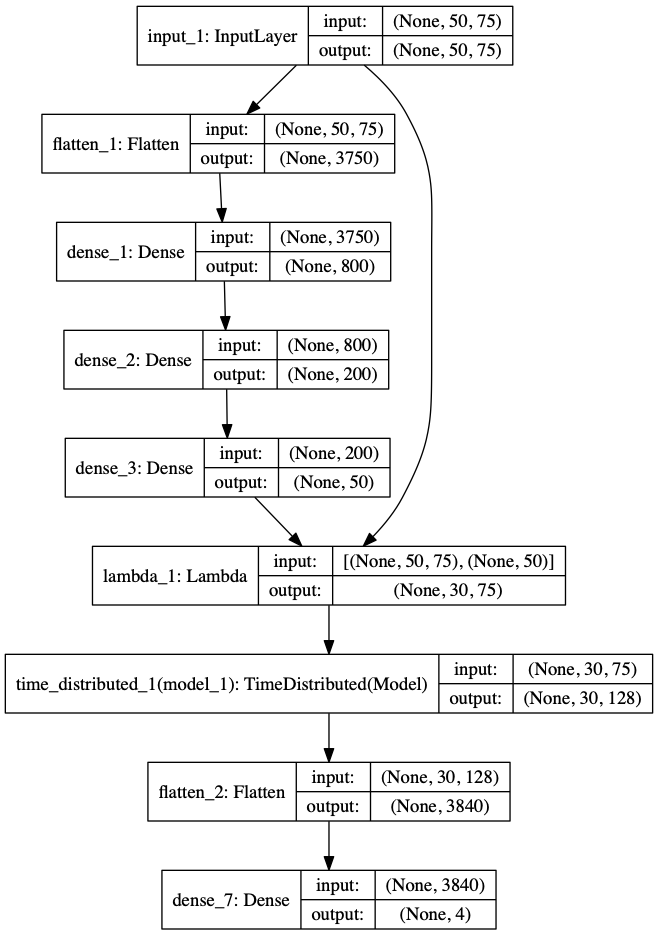 input_1: InputLayer
input: (None, 50, 75)
output: (None, 50, 75)
flatten_1: Flatten
input: (None, 50, 75)
output: (None, 3750)
dense_1: Dense
input: (None, 3750)
output: (None, 800)
dense_2: Dense
input: (None, 800)
output: (None, 200)
dense_3: Dense
input: (None, 200)
output: (None, 50)
lambda_1: Lambda
input: [(None, 50, 75), (None, 50)]
output: (None, 30, 75)
time_distributed_1(model_1): TimeDistributed(Model)
input: (None, 30, 75)
output: (None, 30, 128)
flatten_2: Flatten
input: (None, 30, 128)
output: (None, 3840)
dense_7: Dense
input: (None, 3840)
output: (None, 4)